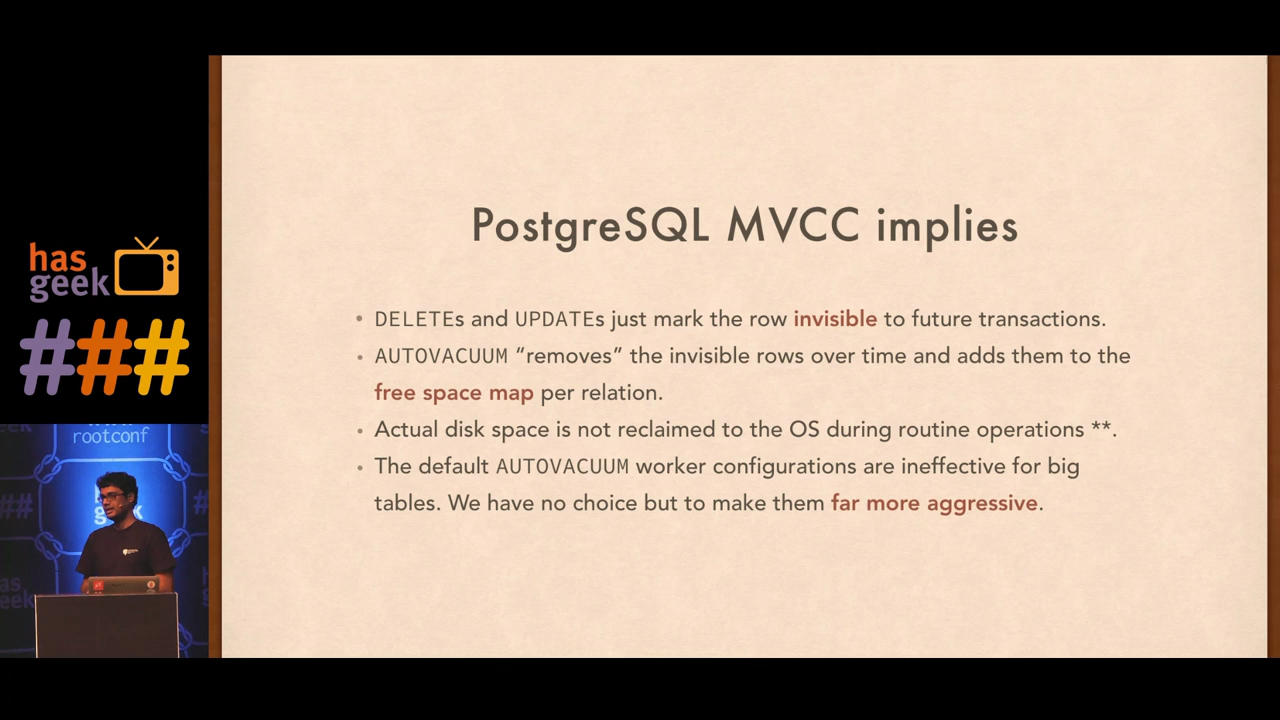 PostgreSQL MVCC implies
• DELETEs and UPDATEs just mark the row invisible to future transactions.
• AUTOVACUUM “removes” the invisible rows over time and adds them to the
free space map per relation.
• Actual disk space is not reclaimed to the OS during routine operations **.
• The default AUTOVACUUM worker configurations are ineffective for big
tables. We have no choice but to make them far more aggressive.
has
geek
###
rootconf